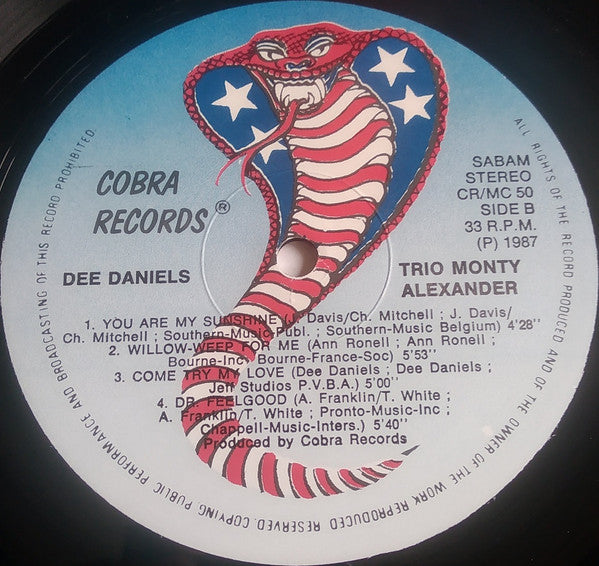 COBRA
RECORDS®
SABAM
STEREO
CR/MC 50
SIDE B
33 R.P.M.
(P) 1987
DEE DANIELS
TRIO MONTY
ALEXANDER
1. YOU ARE MY SUNSHINE (J. Davis/Ch. Mitchell ; J. Davis/
Ch. Mitchell ; Southern-Music-Publ. ; Southern-Music Belgium) 4'28"
2. WILLOW-WEEP FOR ME (Ann Ronell ; Ann Ronell ;
Bourne-Inc, Bourne-France-Soc) 5'53"
3. COME TRY MY LOVE (Dee Daniels ; Dee Daniels ;
Jeff Studios P.V.B.A.) 5'00"
4. DR. FEELGOOD (A. Franklin/T. White ;
A. Franklin/T. White ; Pronto-Music-Inc ;
Chappell-Music-Inters.) 5'40"
Produced by Cobra Records
ALL RIGHTS OF THE RECORD PRODUCED AND OF THE OWNER OF THE WORK REPRODUCED RESERVED. COPYING, PUBLIC PERFORMANCE AND BROADCASTING OF THIS RECORD PROHIBITED.